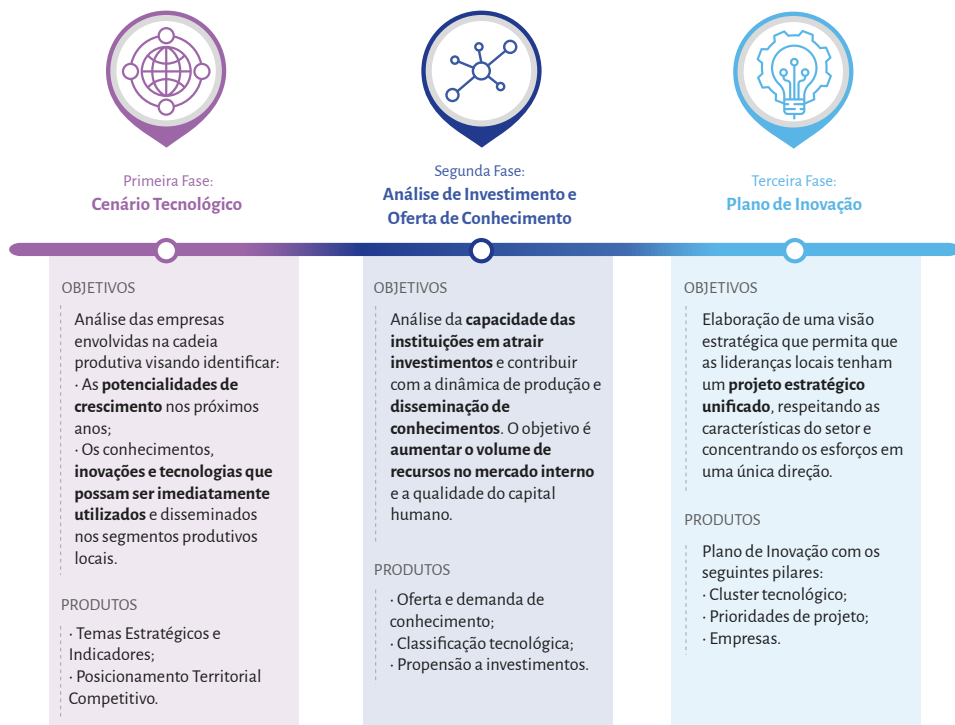 Primeira Fase:
Cenário Tecnológico
OBJETIVOS
Análise das empresas
envolvidas na cadeia
produtiva visando identificar:
· As potencialidades de
crescimento nos próximos
anos;
· Os conhecimentos,
inovações e tecnologias que
possam ser imediatamente
utilizados e disseminados
nos segmentos produtivos
locais.
PRODUTOS
· Temas Estratégicos e
Indicadores;
· Posicionamento Territorial
Competitivo.
Segunda Fase:
Análise de Investimento e
Oferta de Conhecimento
OBJETIVOS
Análise da capacidade das
instituições em atrair
investimentos e contribuir
com a dinâmica de produção e
disseminação de
conhecimentos. O objetivo é
aumentar o volume de
recursos no mercado interno
e a qualidade do capital
humano.
PRODUTOS
· Oferta e demanda de
conhecimento;
· Classificação tecnológica;
· Propensão a investimentos.
Terceira Fase:
Plano de Inovação
OBJETIVOS
Elaboração de uma visão
estratégica que permita que
as lideranças locais tenham
um projeto estratégico
unificado, respeitando as
características do setor e
concentrando os esforços em
uma única direção.
PRODUTOS
Plano de Inovação com os
seguintes pilares:
· Cluster tecnológico;
· Prioridades de projeto;
· Empresas.